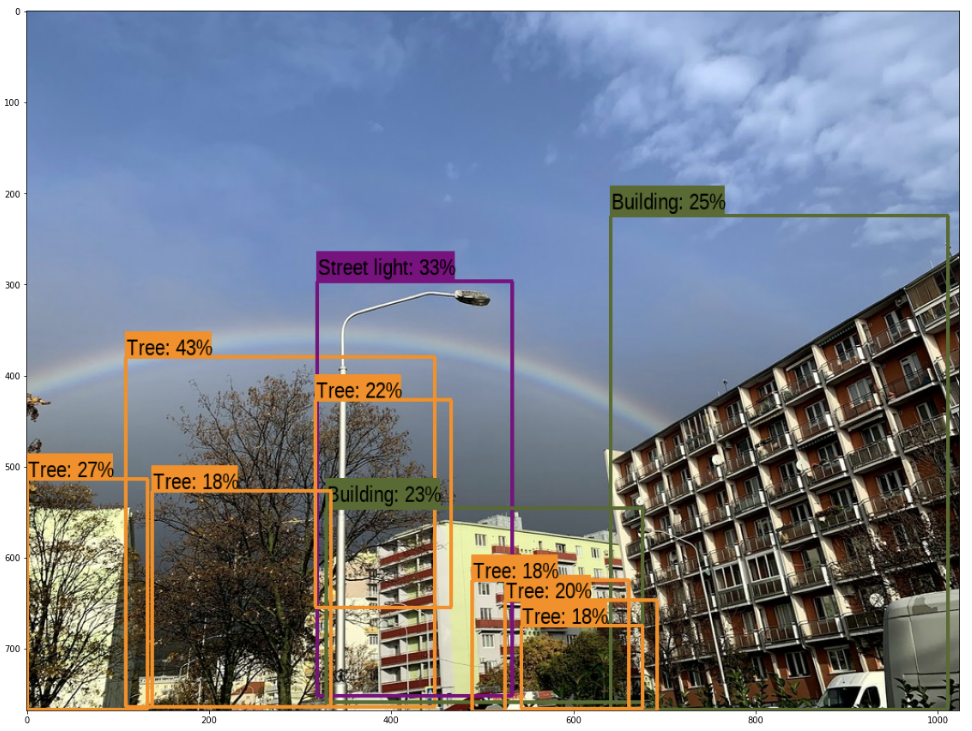 0
100
200
Building: 25%
Street light: 33%
300
Tree: 43%
400
Tree: 22%
Tree: 27%
500
Tree: 18%
Building: 23%
600
Tree: 18%
Tree: 20%
Tree: 18%
700
0 200 400 600 800 1000